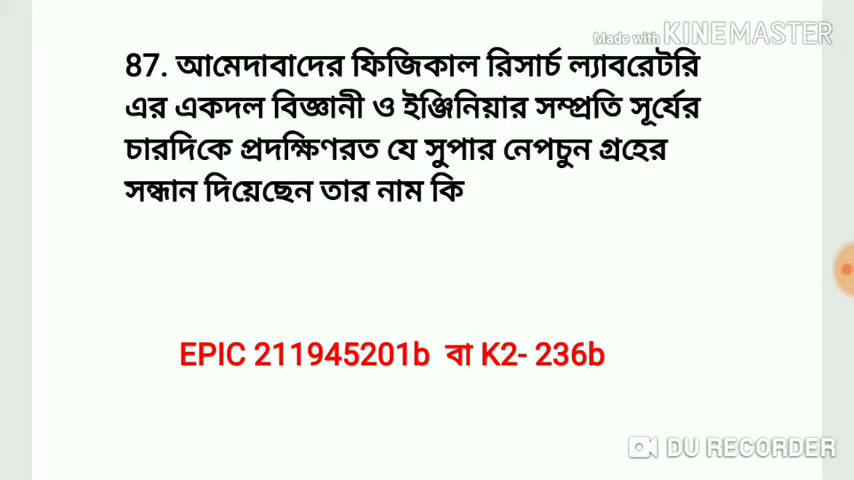 Made with KINEMASTER
87. আমেদাবাদের ফিজিকাল রিসার্চ ল্যাবরেটরি
এর একদল বিজ্ঞানী ও ইঞ্জিনিয়ার সম্প্রতি সূর্যের
চারদিকে প্রদক্ষিণরত যে সুপার নেপচুন গ্রহের
সন্ধান দিয়েছেন তার নাম কি
EPIC 211945201b বা K2- 236b
DU RECORDER